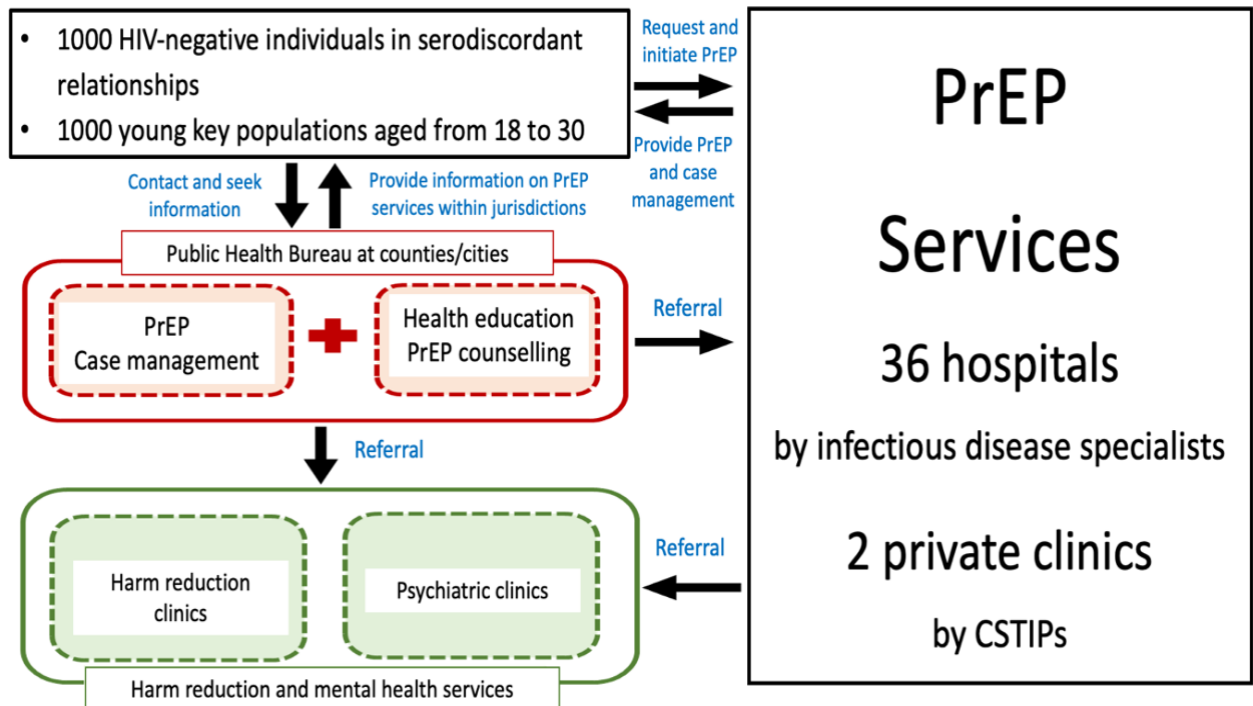 • 1000 HIV-negative individuals in serodiscordant
relationships
• 1000 young key populations aged from 18 to 30
Request and
initiate PrEP
Provide PrEP
and case
management
Contact and seek
information
Provide information on PrEP
services within jurisdictions
Public Health Bureau at counties/cities
PrEP
Case management
Health education
PrEP counselling
Referral
Referral
Harm reduction
clinics
Psychiatric clinics
Harm reduction and mental health services
Referral
PrEP
Services
36 hospitals
by infectious disease specialists
2 private clinics
by CSTIPs